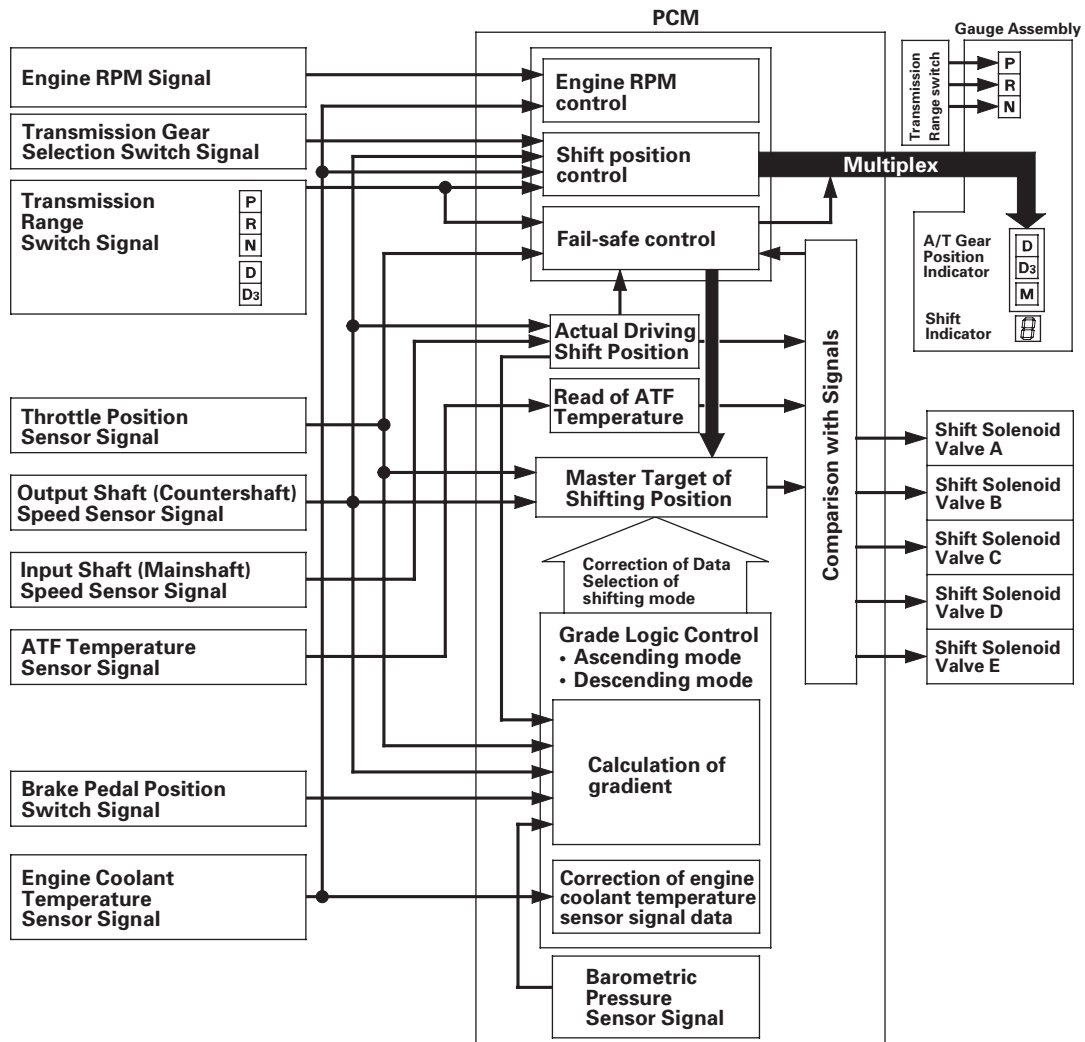 PCM
Gauge Assembly
Engine RPM Signal
Transmission Gear
Selection Switch Signal
Transmission
Range
Switch Signal
P
R
N
D
D3
Throttle Position
Sensor Signal
Output Shaft (Countershaft)
Speed Sensor Signal
Input Shaft (Mainshaft)
Speed Sensor Signal
ATF Temperature
Sensor Signal
Brake Pedal Position
Switch Signal
Engine Coolant
Temperature
Sensor Signal
Engine RPM
control
Shift position
control
Fail-safe control
Actual Driving
Shift Position
Read of ATF
Temperature
Master Target of
Shifting Position
Correction of Data
Selection of
shifting mode
Grade Logic Control
• Ascending mode
• Descending mode
Calculation of
gradient
Correction of engine
coolant temperature
sensor signal data
Barometric
Pressure
Sensor Signal
Multiplex
Comparison with Signals
Transmission
Range switch
P
R
N
A/T Gear
Position
Indicator
D
D3
M
Shift
Indicator
8
Shift Solenoid
Valve A
Shift Solenoid
Valve B
Shift Solenoid
Valve C
Shift Solenoid
Valve D
Shift Solenoid
Valve E